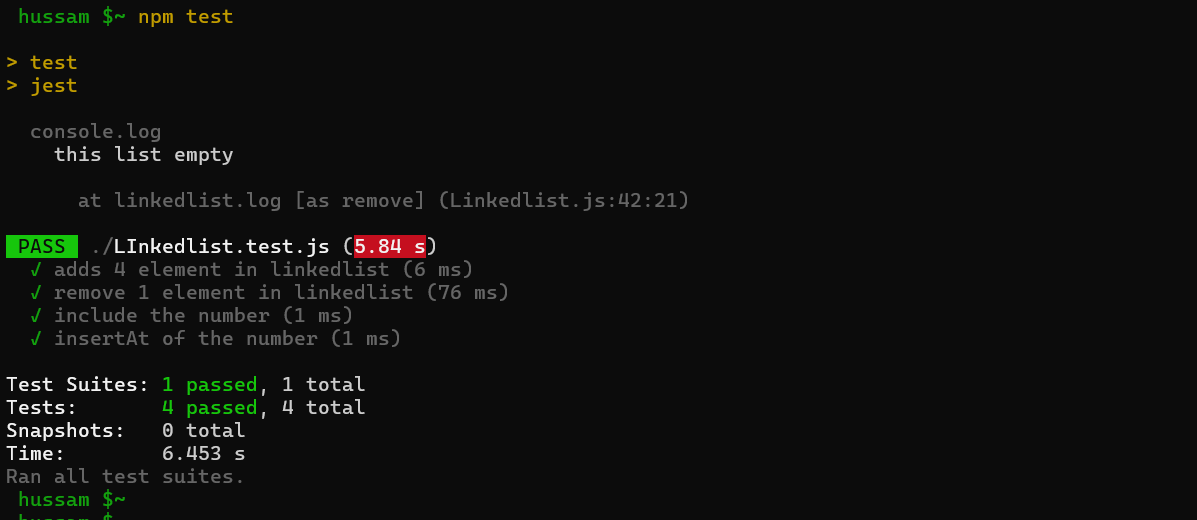 hussam $~ npm test
> test
> jest
console.log
this list empty
at linkedlist.log [as remove] (Linkedlist.js:42:21)
PASS ./LInkedlist.test.js (5.84 s)
√ adds 4 element in linkedlist (6 ms)
√ remove 1 element in linkedlist (76 ms)
√ include the number (1 ms)
√ insertAt of the number (1 ms)
Test Suites: 1 passed, 1 total
Tests: 4 passed, 4 total
Snapshots: 0 total
Time: 6.453 s
Ran all test suites.
hussam $~
hussam $~